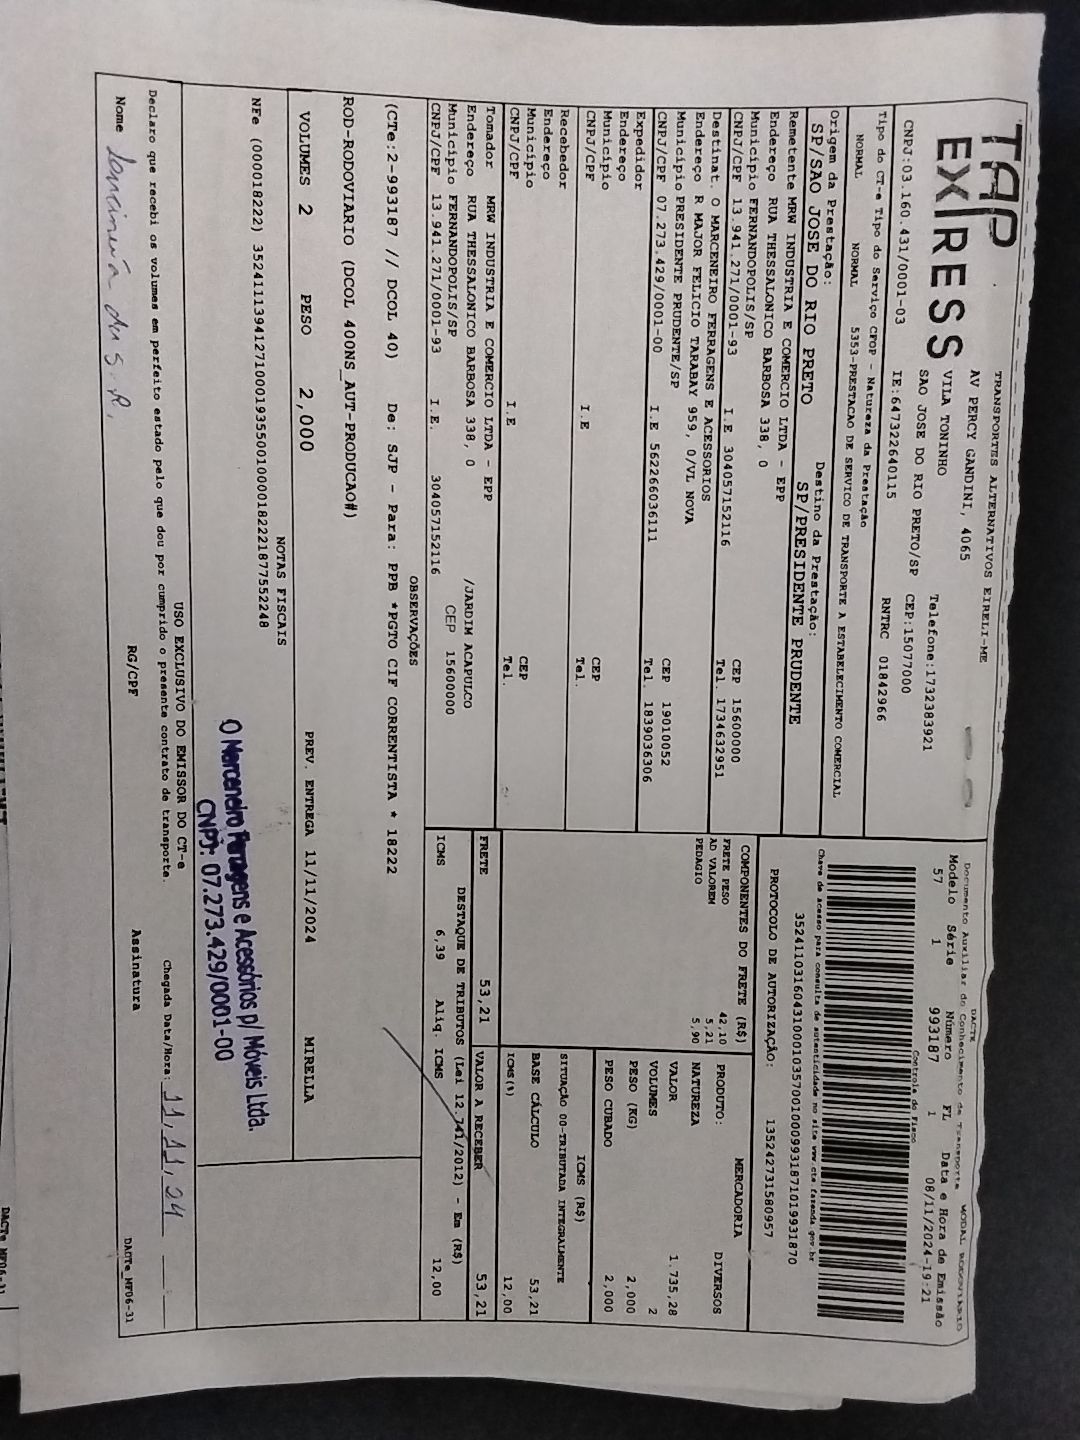 TAP EXPRESS
TRANSPORTES ALTERNATIVOS EIRELI-ME
AV PERCY GANDINI, 4065
VILA TONINHO Telefone:1732383921
SAO JOSE DO RIO PRETO/SP CEP:15077000
CNPJ:03.160.431/0001-03 IE:647322640115 RNTRC 01842966
DACTE MODAL RODOVIARIO
Documento Auxiliar do Conhecimento de Transporte
Modelo Série Número FL Data e Hora de Emissão
57 1 993187 1 08/11/2024-19:21
Controle do Fisco
Chave de acesso para consulta de autenticidade no site www.cte.fazenda.gov.br
35241103160431000103570010009931871019931870
PROTOCOLO DE AUTORIZAÇÃO: 135242731580957
Tipo do CT-e Tipo do Serviço CFOP - Natureza da Prestação
NORMAL NORMAL 5353-PRESTACAO DE SERVICO DE TRANSPORTE A ESTABELECIMENTO COMERCIAL
Origem da Prestação: Destino da Prestação:
SP/SAO JOSE DO RIO PRETO SP/PRESIDENTE PRUDENTE
Remetente MRW INDUSTRIA E COMERCIO LTDA - EPP
Endereço RUA THESSALONICO BARBOSA 338, 0
Município FERNANDOPOLIS/SP CEP 15600000
CNPJ/CPF 13.941.271/0001-93 I.E 304057152116 Tel. 1734632951
Destinat. O MARCENEIRO FERRAGENS E ACESSORIOS
Endereço R MAJOR FELICIO TARABAY 959, 0/VL NOVA
Município PRESIDENTE PRUDENTE/SP CEP 19010052
CNPJ/CPF 07.273.429/0001-00 I.E 562266036111 Tel. 1839036306
Expedidor
Endereço
Município CEP
CNPJ/CPF I.E Tel.
Recebedor
Endereço
Município CEP
CNPJ/CPF I.E Tel.
Tomador MRW INDUSTRIA E COMERCIO LTDA - EPP
Endereço RUA THESSALONICO BARBOSA 338, 0 /JARDIM ACAPULCO
Município FERNANDOPOLIS/SP CEP 15600000
CNPJ/CPF 13.941.271/0001-93 I.E. 304057152116
COMPONENTES DO FRETE (R$)
FRETE PESO 42,10
AD VALOREM 5,21
PEDAGIO 5,90
FRETE 53,21
MERCADORIA
PRODUTO: DIVERSOS
NATUREZA
VALOR 1.735,28
VOLUMES 2
PESO (KG) 2,000
PESO CUBADO 2,000
ICMS (R$)
SITUAÇÃO 00-TRIBUTADA INTEGRALMENTE
BASE CÁLCULO 53,21
ICMS(%) 12,00
VALOR A RECEBER 53,21
DESTAQUE DE TRIBUTOS (Lei 12.741/2012) - Em (R$)
ICMS 6,39 Aliq. ICMS 12,00
OBSERVAÇÕES
(CTe:2-993187 // DCOL 40) De: SJP - Para: PPB *PGTO CIF CORRENTISTA * 18222
ROD-RODOVIARIO (DCOL 400NS_AUT-PRODUCAO#)
VOLUMES 2 PESO 2,000 PREV. ENTREGA 11/11/2024 MIRELLA
NOTAS FISCAIS
NFe (000018222) 35241113941271000193550010000182221877552248
O Marceneiro Ferragens e Acessórios p/ Móveis Ltda.
CNPJ: 07.273.429/0001-00
USO EXCLUSIVO DO EMISSOR DO CT-e
Declaro que recebi os volumes em perfeito estado pelo que dou por cumprido o presente contrato de transporte. Chegada Data/Hora: 11,11,24
Nome RG/CPF Assinatura
DACTe_MF06-31
DACTe_MF06-31